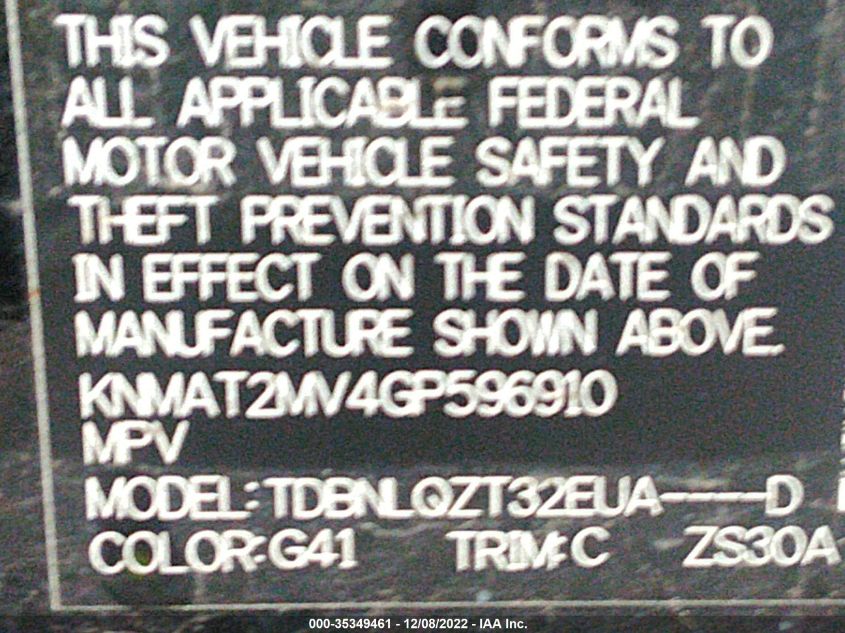 THIS VEHICLE CONFORMS TO
ALL APPLICABLE FEDERAL
MOTOR VEHICLE SAFETY AND
THEFT PREVENTION STANDARDS
IN EFFECT ON THE DATE OF
MANUFACTURE SHOWN ABOVE.
KNMAT2MV4GP596910
MPV
MODEL:TDBNLQZT32EUA----D
COLOR:G41 TRIM:C ZS30A
000-35349461 - 12/08/2022 - IAA Inc.